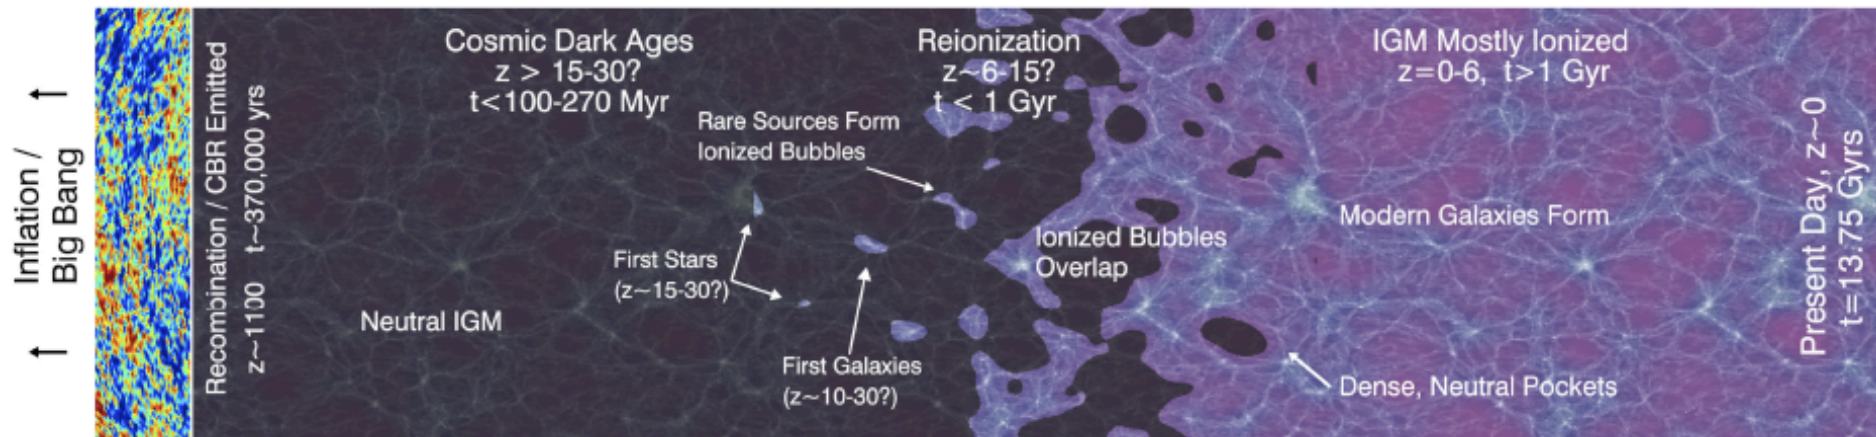 Inflation /
Big Bang
Recombination / CBR Emitted
z~1100 t~370,000 yrs
Cosmic Dark Ages
z > 15-30?
t<100-270 Myr
Neutral IGM
First Stars
(z~15-30?)
Rare Sources Form
Ionized Bubbles
First Galaxies
(z~10-30?)
Reionization
z~6-15?
t < 1 Gyr
Ionized Bubbles
Overlap
IGM Mostly Ionized
z=0-6, t>1 Gyr
Modern Galaxies Form
Dense, Neutral Pockets
Present Day, z~0
t=13.75 Gyrs